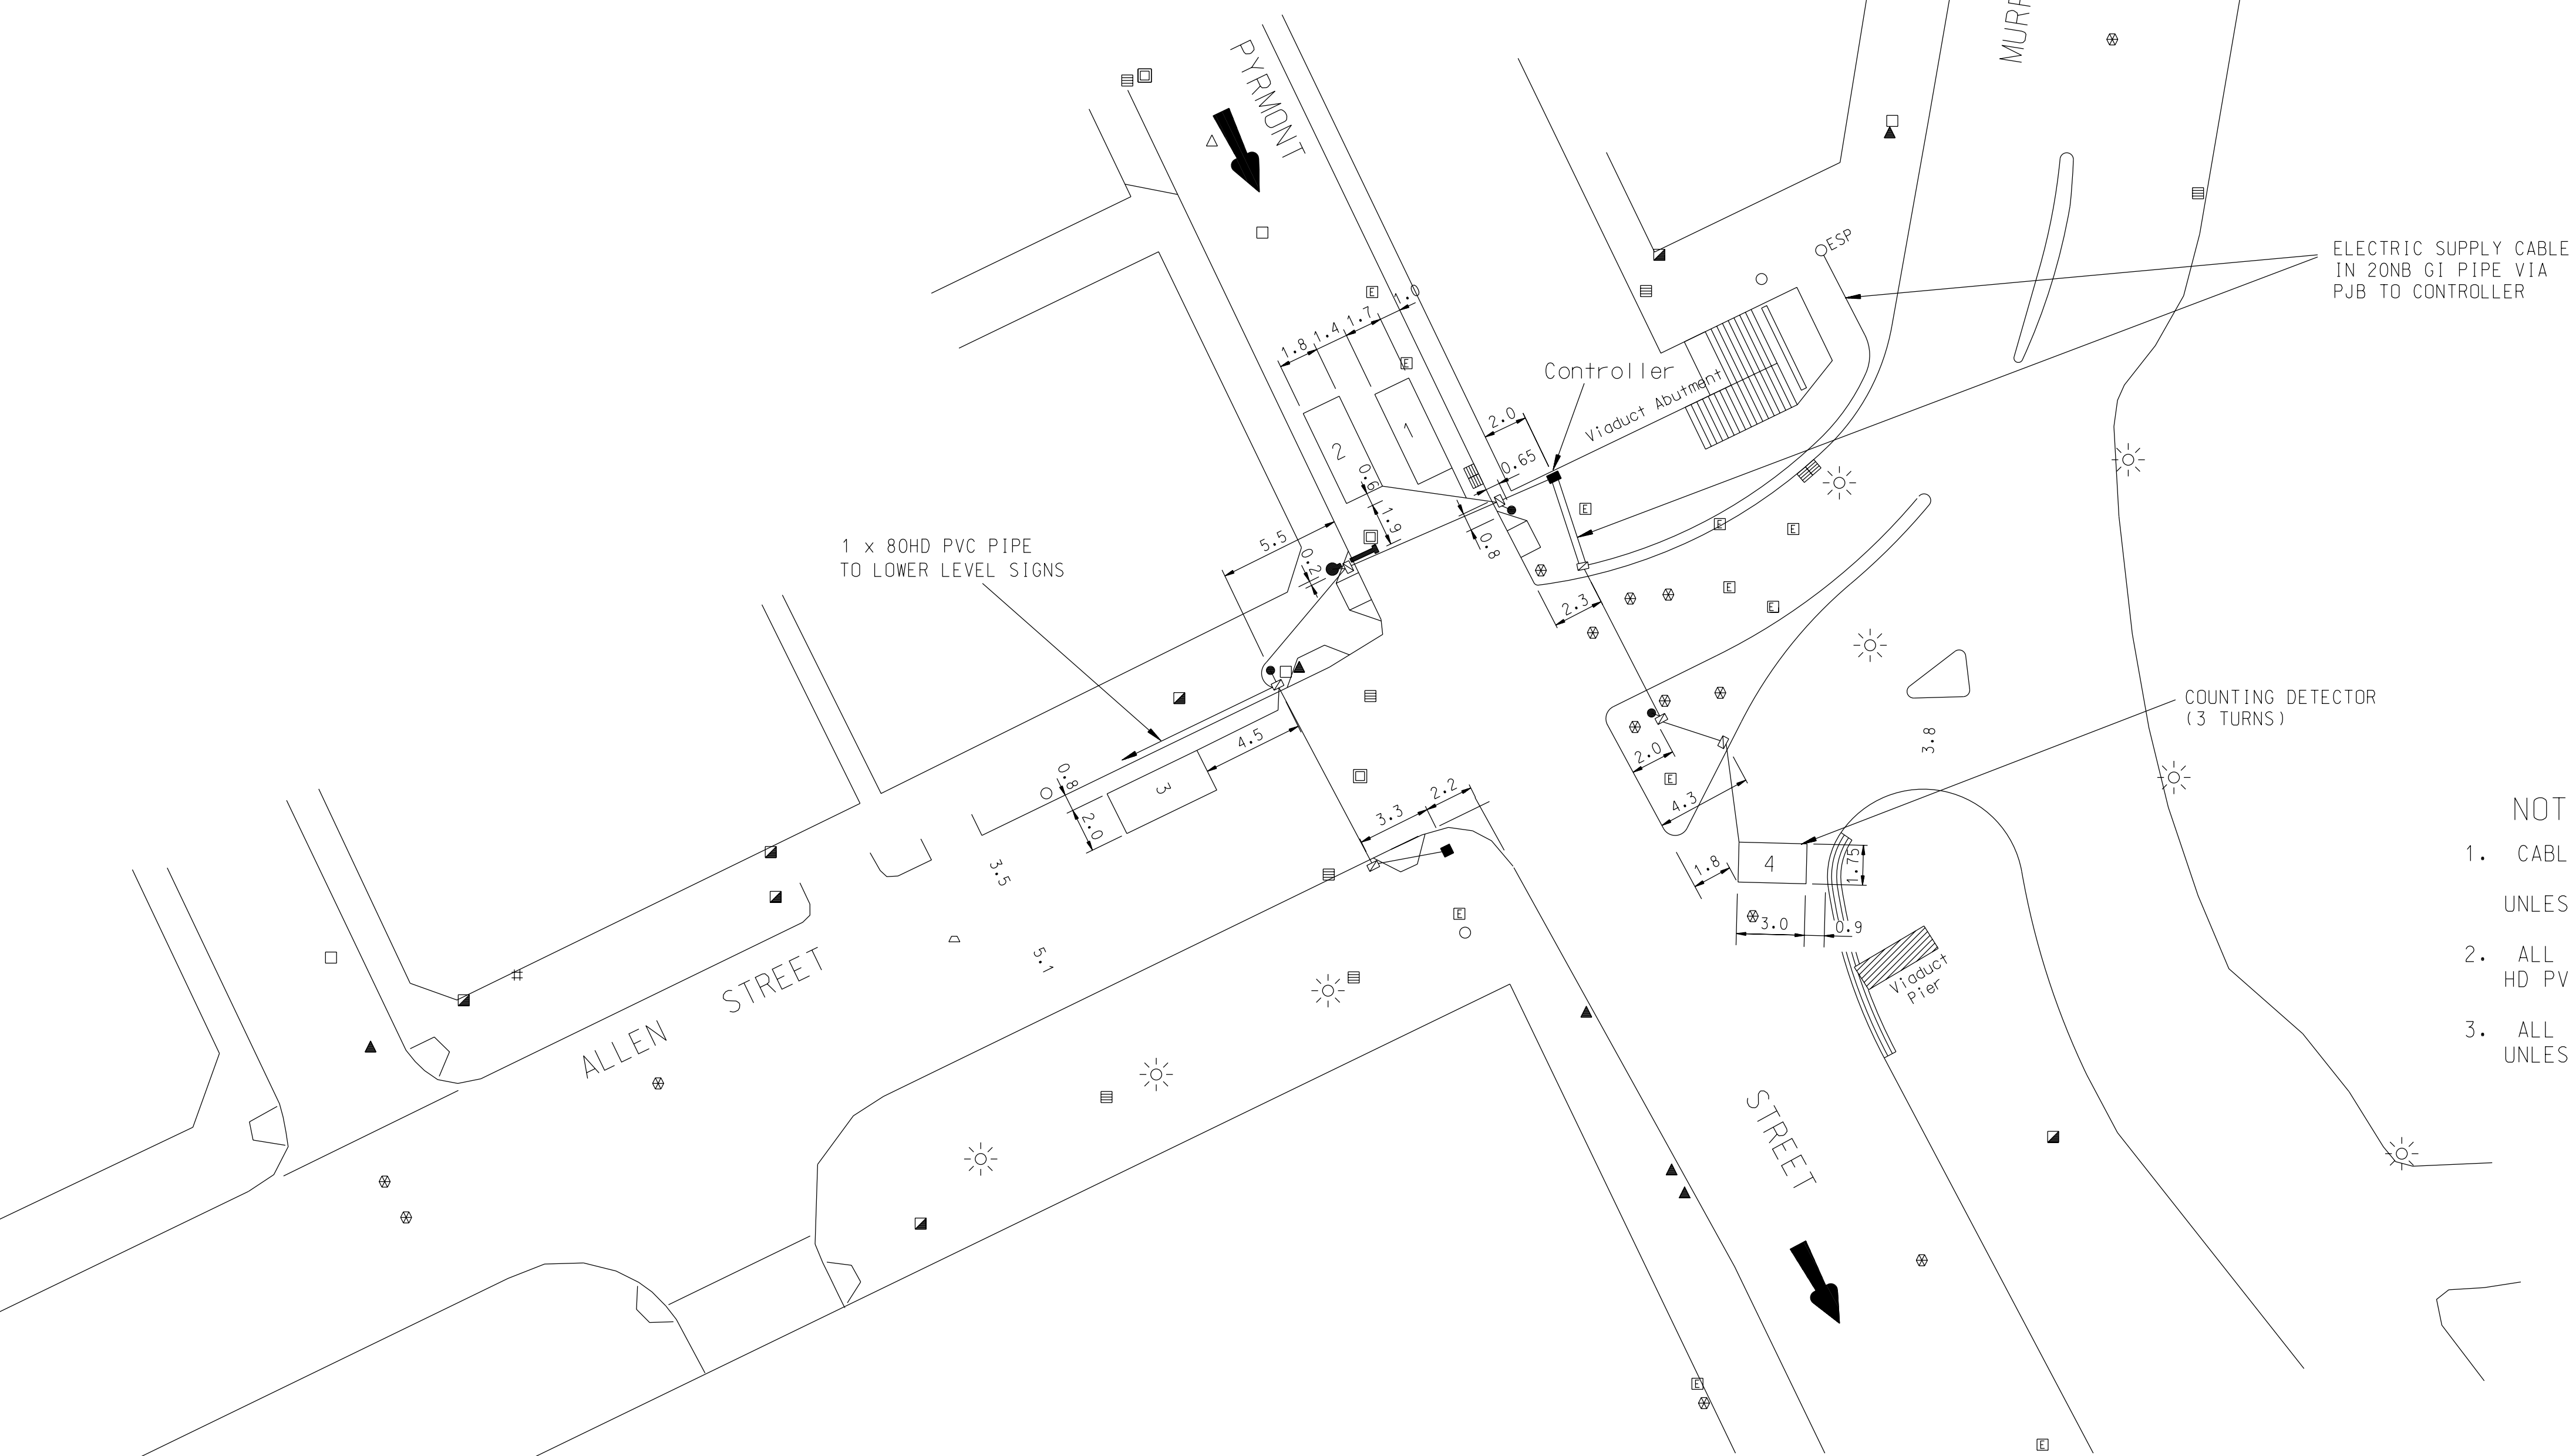 PYRMONT
MURR
ESP
ELECTRIC SUPPLY CABLE
IN 20NB GI PIPE VIA
PJB TO CONTROLLER
E
1.8
1.4
1.7
1.0
E
Controller
Viaduct Abutment
2.0
0.65
1
2
0.6
1.9
5.5
0.2
0.8
E
E
E
E
E
2.3
1 x 80HD PVC PIPE
TO LOWER LEVEL SIGNS
COUNTING DETECTOR
(3 TURNS)
3.8
4.5
3
0.8
2.0
2.0
E
4.3
3.3
2.2
1.8
4
1.75
3.0
0.9
E
3.5
5.1
Viaduct
Pier
ALLEN STREET
STREET
E
E
NOT
1. CABL
UNLES
2. ALL
HD PV
3. ALL
UNLES